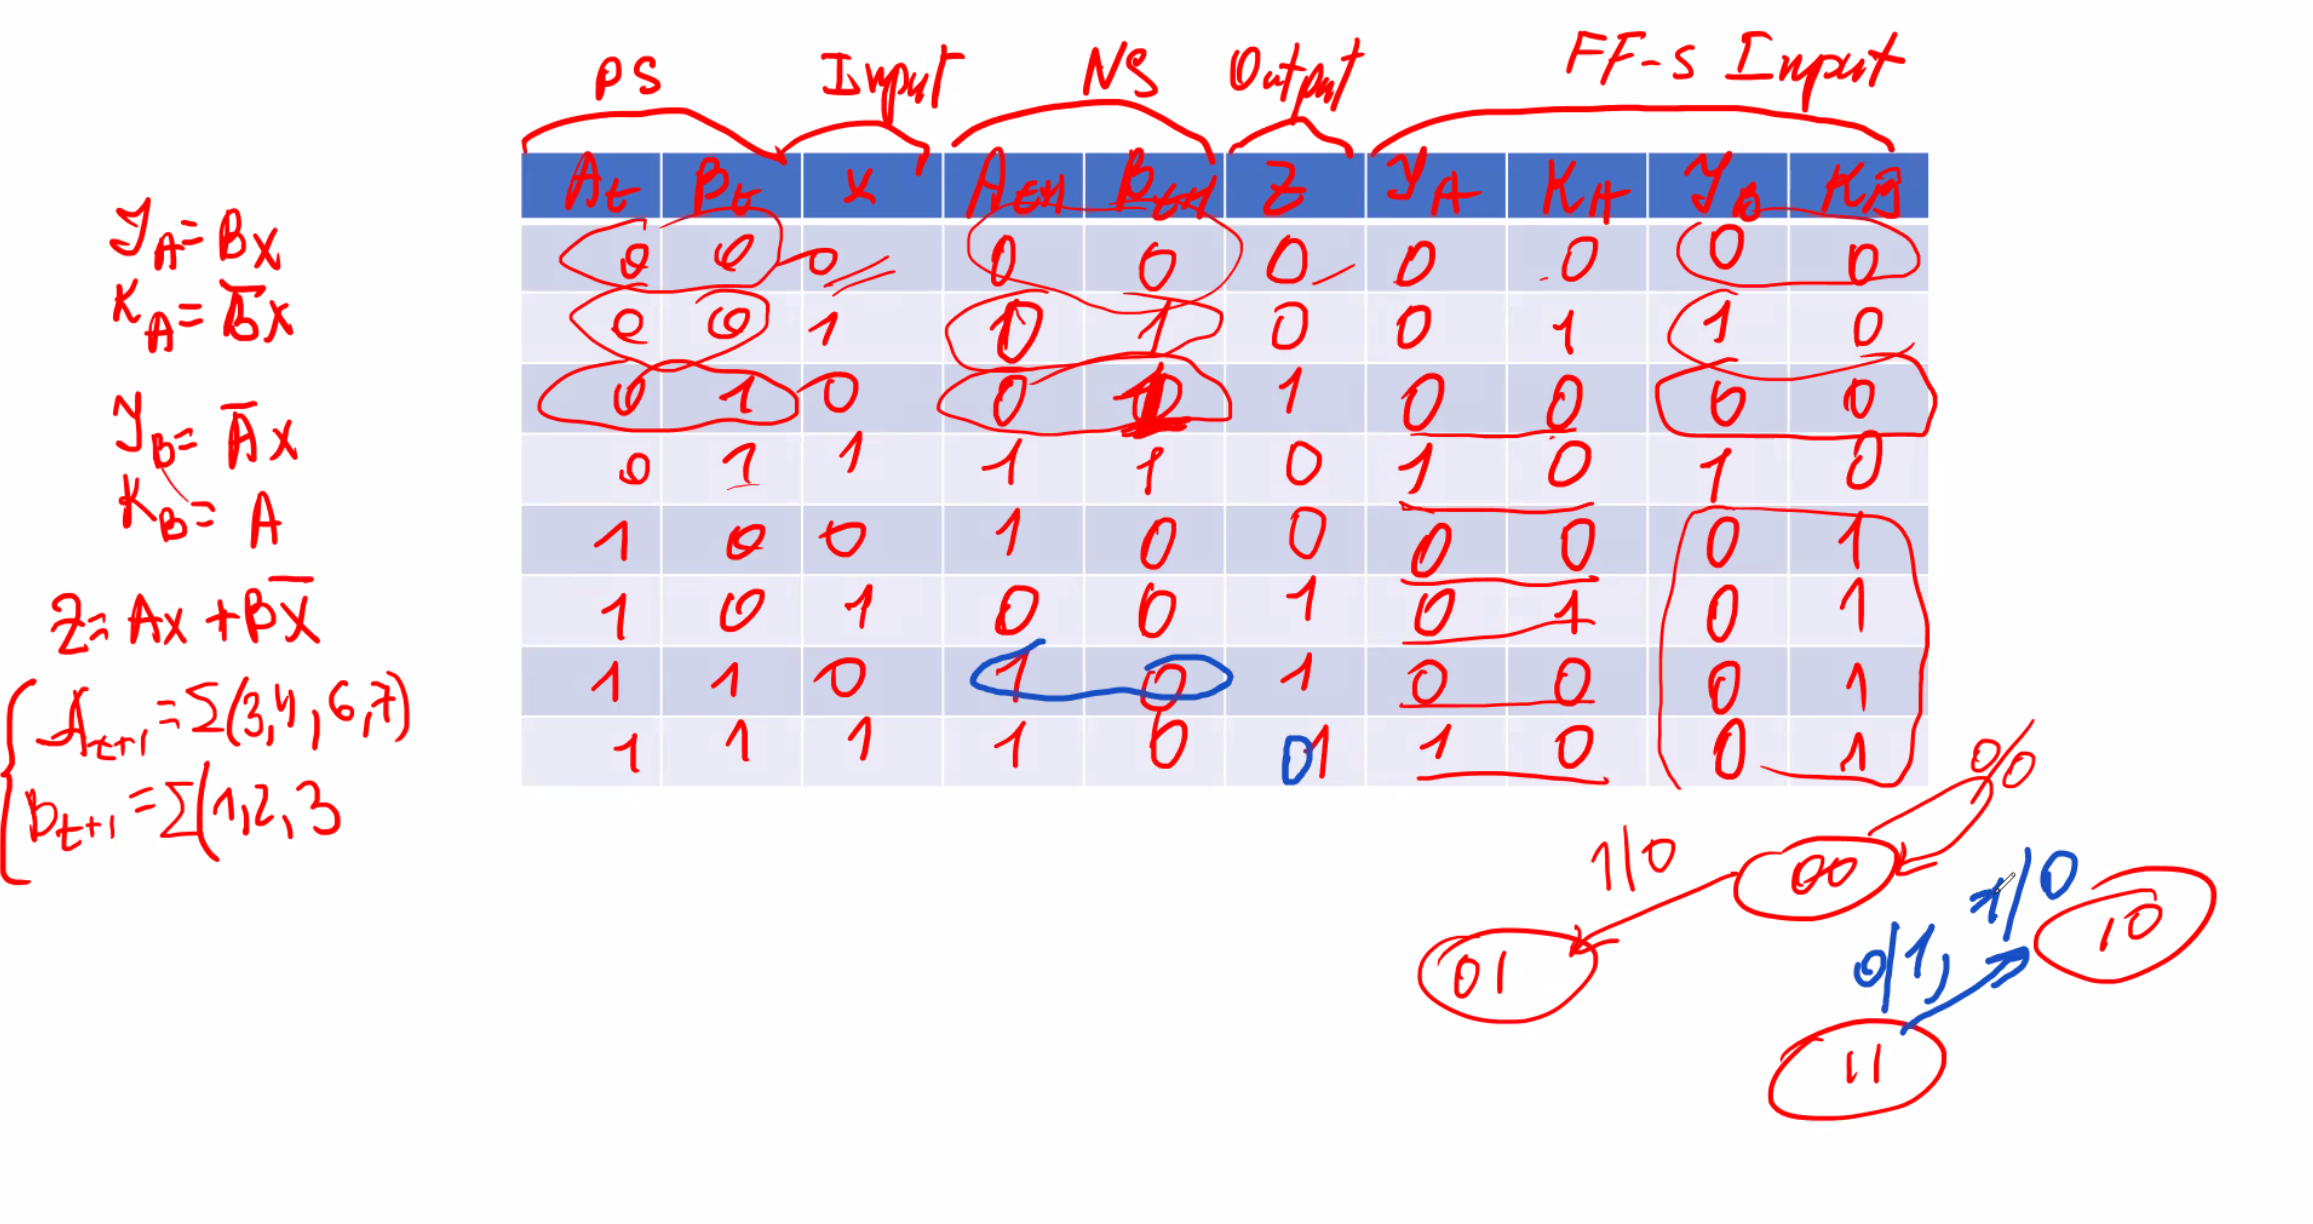 PS Input NS Output FF-s Input
A_t B_t x A_{t+1} B_{t+1} Z J_A K_A J_B K_B
0 0 0 0 0 0 0 0 0 0
0 0 1 0 1 0 0 1 1 0
0 1 0 0 1 1 0 0 0 0
0 1 1 1 1 0 1 0 1 0
1 0 0 1 0 0 0 0 0 1
1 0 1 0 0 1 0 1 0 1
1 1 0 1 0 1 0 0 0 1
1 1 1 1 0 01 1 0 0 1
J_A = Bx
K_A = B̅x
J_B = A̅x
K_B = A
Z = Ax + Bx̅
A_{t+1} = Σ(3,4,6,7)
B_{t+1} = Σ(1,2,3
0/0
1/0
00
01
0/1, 1/0
10
11